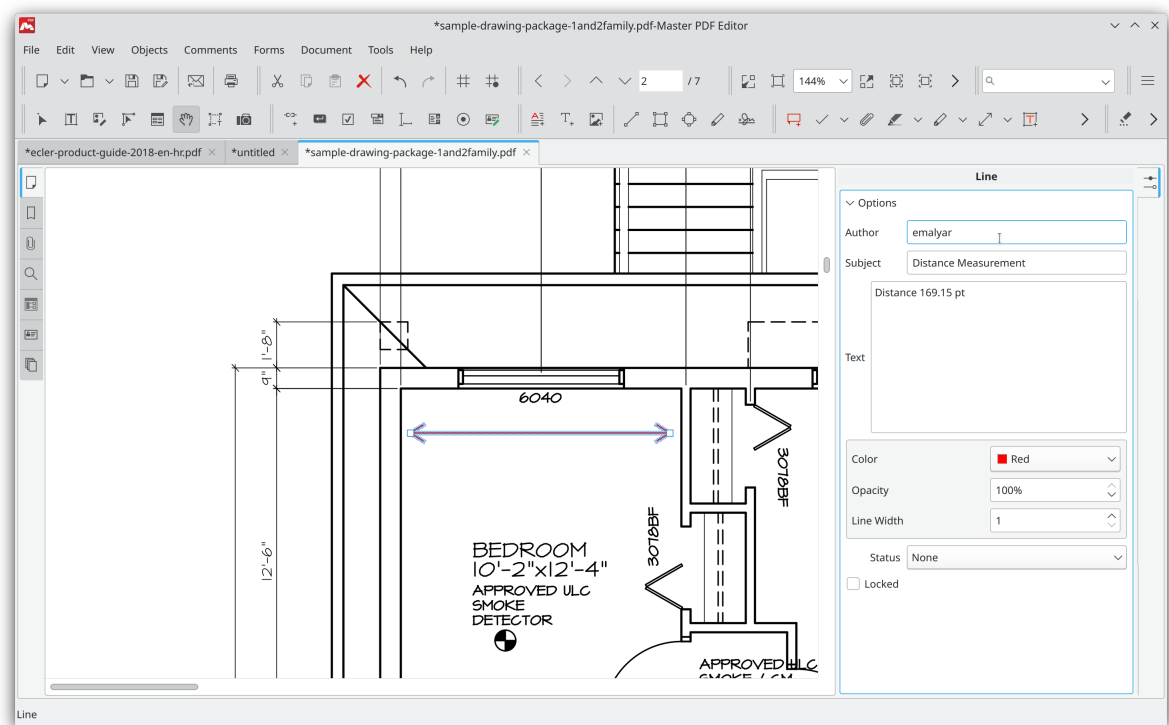 *sample-drawing-package-1and2family.pdf-Master PDF Editor
File Edit View Objects Comments Forms Document Tools Help
2 / 7 144%
*ecler-product-guide-2018-en-hr.pdf *untitled *sample-drawing-package-1and2family.pdf
Line
Options
Author emalyar
Subject Distance Measurement
Text Distance 169.15 pt
Color Red
Opacity 100%
Line Width 1
Status None
Locked
1'-8"
9"
12'-6"
6040
3078BF
3078BF
BEDROOM
10'-2"x12'-4"
APPROVED ULC
SMOKE
DETECTOR
APPROVED ULC
SMOKE / CM
Line